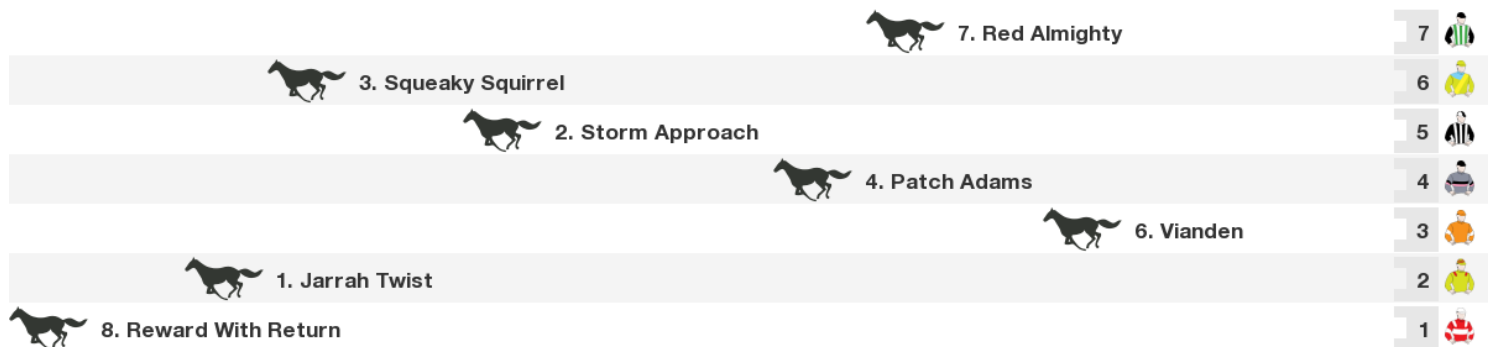 7. Red Almighty 7
3. Squeaky Squirrel 6
2. Storm Approach 5
4. Patch Adams 4
6. Vianden 3
1. Jarrah Twist 2
8. Reward With Return 1